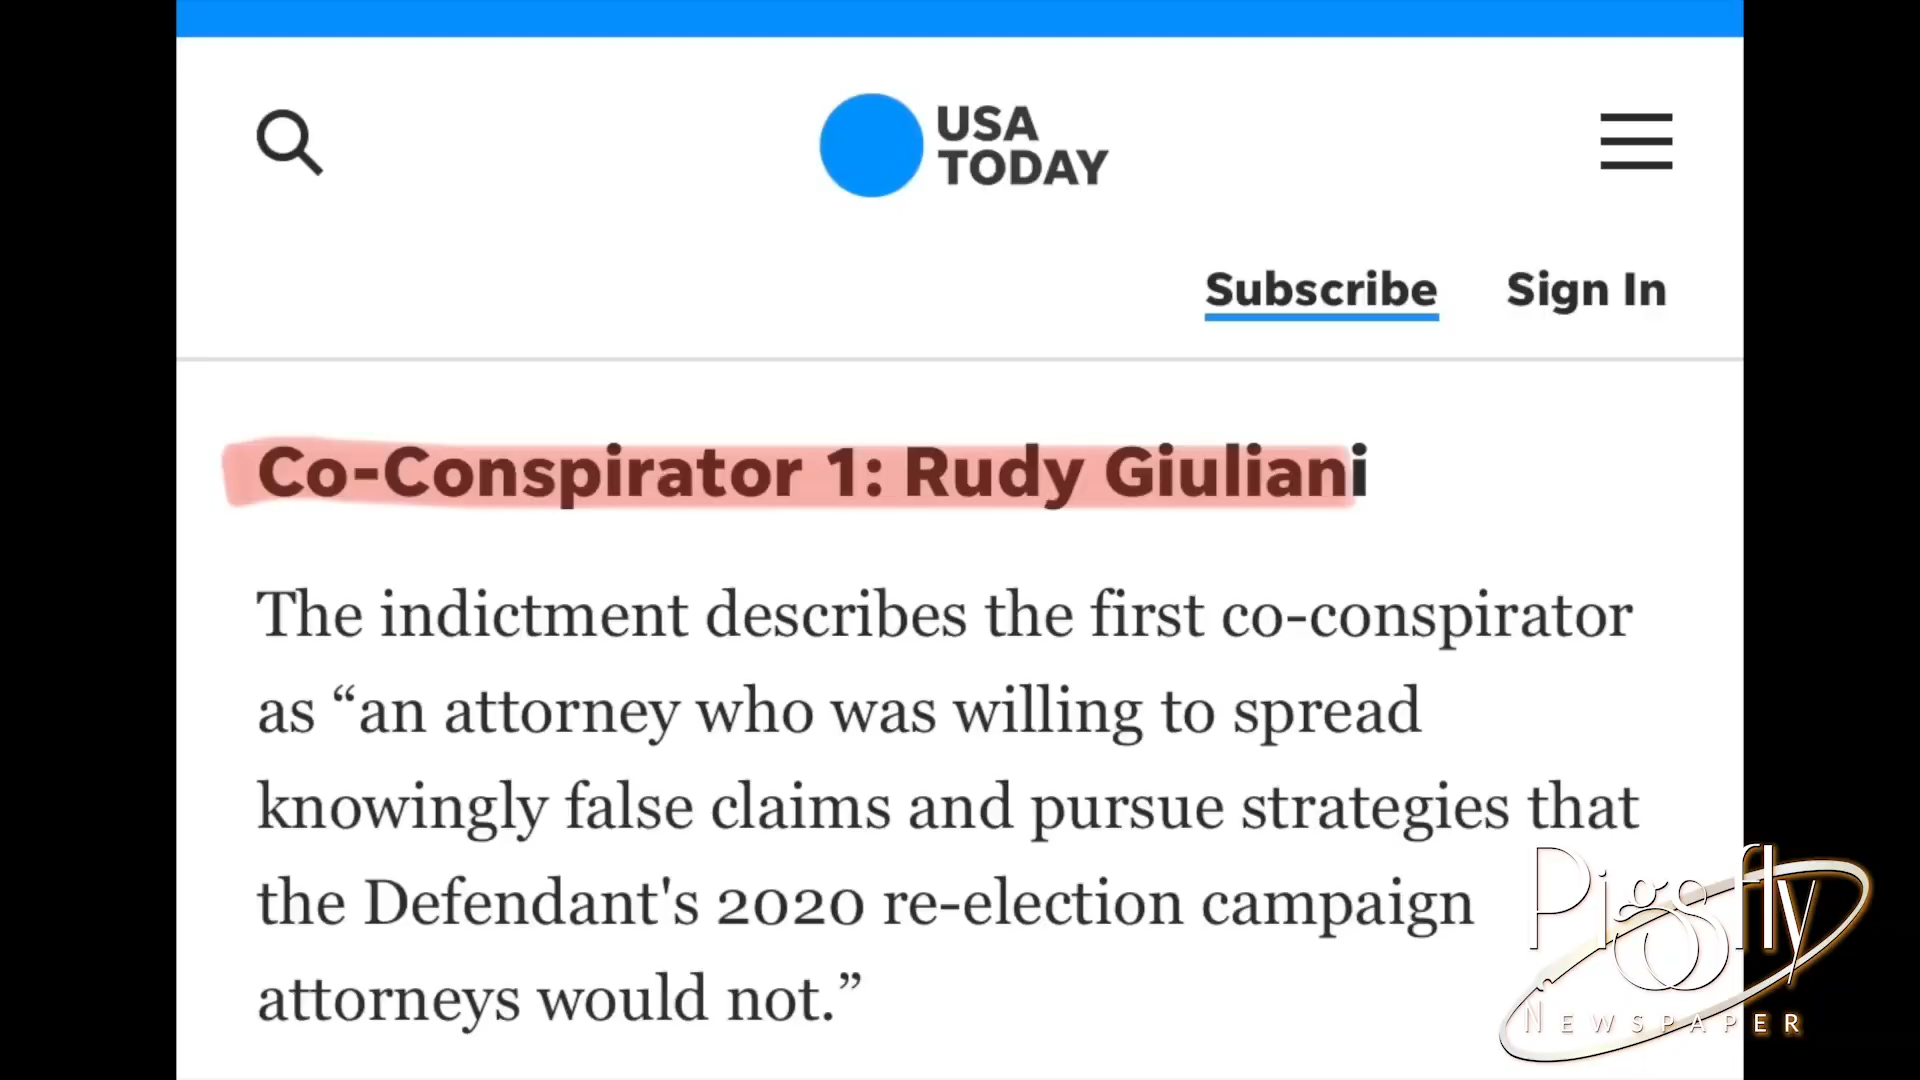 USA
TODAY
Subscribe Sign In
Co-Conspirator 1: Rudy Giuliani
The indictment describes the first co-conspirator
as “an attorney who was willing to spread
knowingly false claims and pursue strategies that
the Defendant's 2020 re-election campaign
attorneys would not.”
Pigsfly
NEWSPAPER